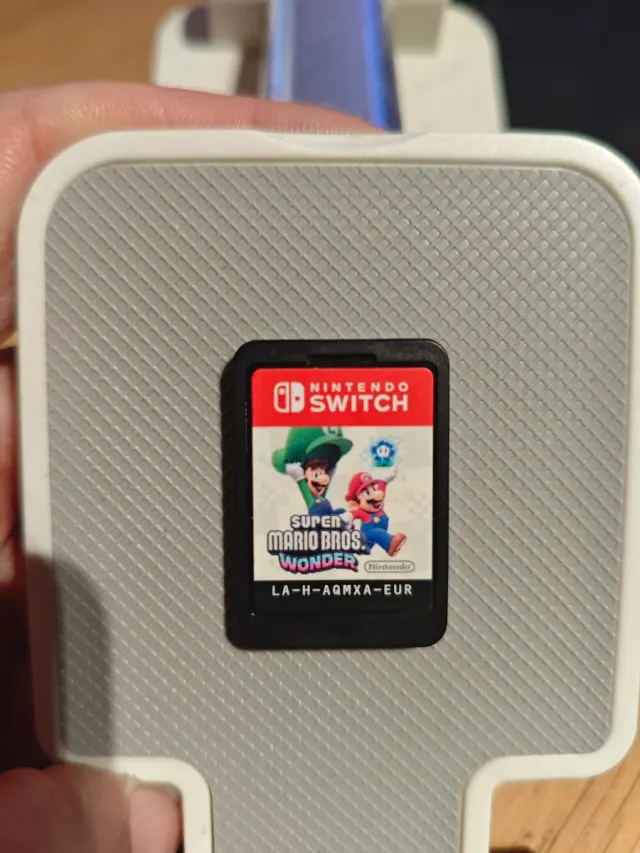 NINTENDO
SWITCH
SUPER
MARIO BROS.
WONDER
Nintendo
LA-H-AQMXA-EUR